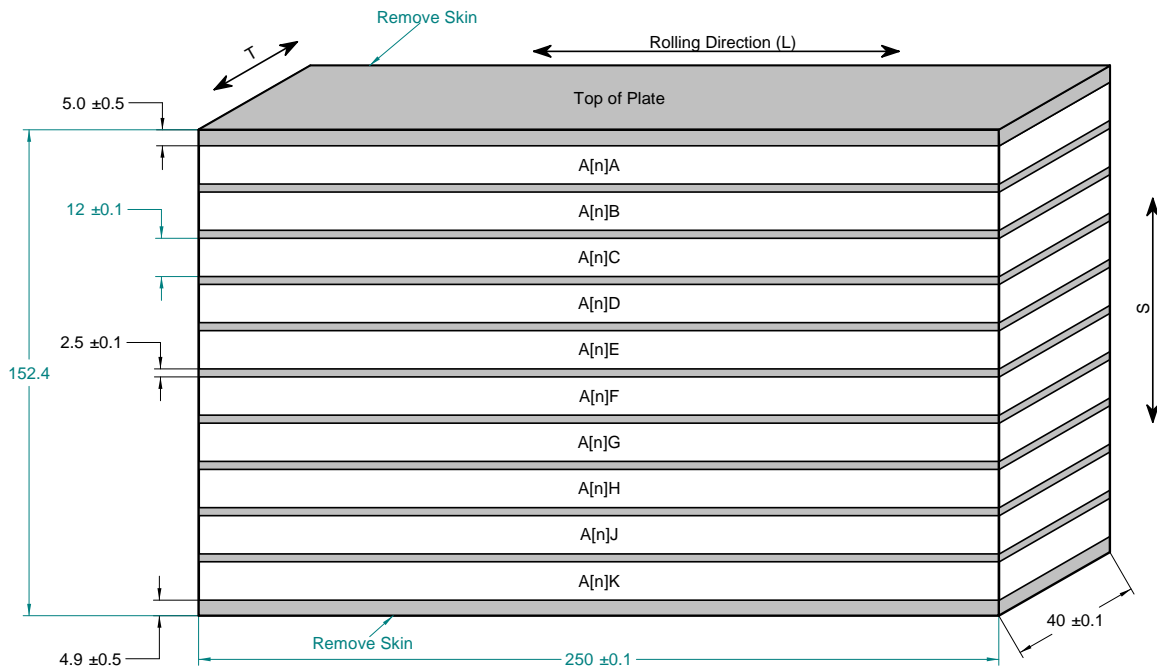 Remove Skin
T
Rolling Direction (L)
5.0 ±0.5
Top of Plate
A[n]A
A[n]B
12 ±0.1
A[n]C
A[n]D
S
2.5 ±0.1
A[n]E
152.4
A[n]F
A[n]G
A[n]H
A[n]J
A[n]K
40 ±0.1
Remove Skin
4.9 ±0.5
250 ±0.1